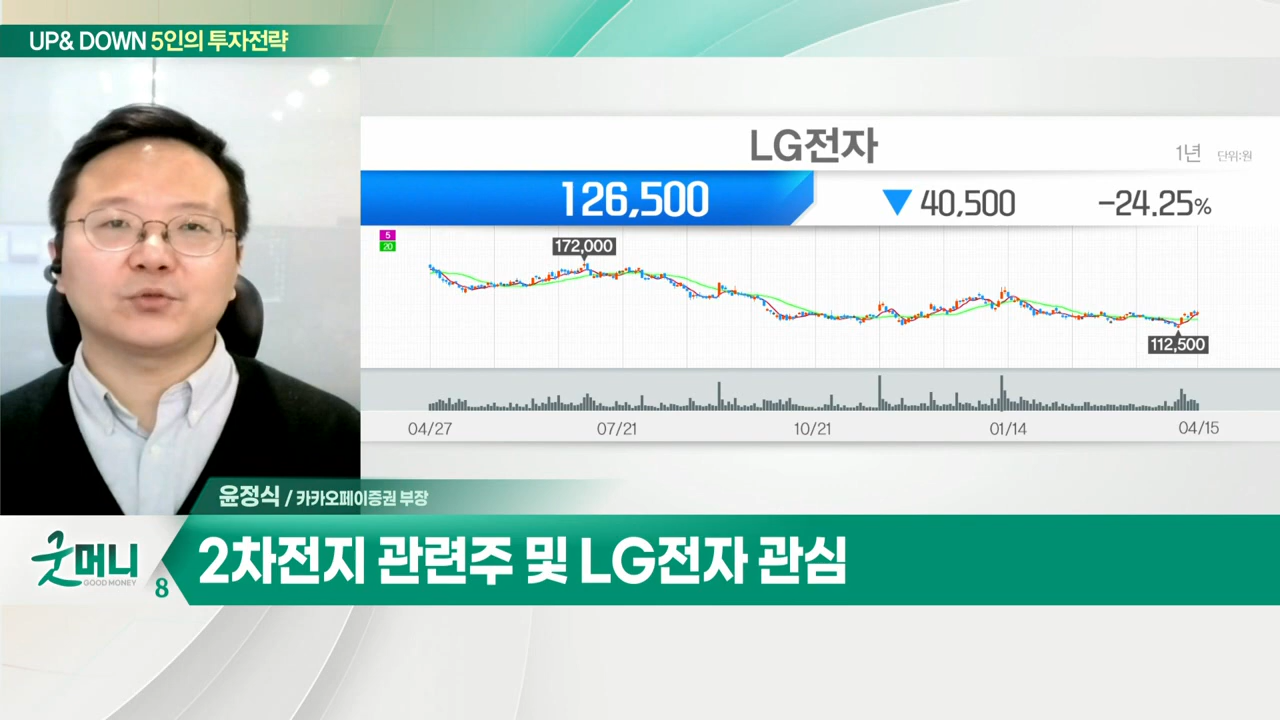 UP& DOWN 5인의 투자전략
LG전자
1년 단위:원
126,500 ▼ 40,500 -24.25%
5
20
172,000
112,500
04/27 07/21 10/21 01/14 04/15
윤정식 / 카카오페이증권 부장
굿머니
GOOD MONEY
8
2차전지 관련주 및 LG전자 관심